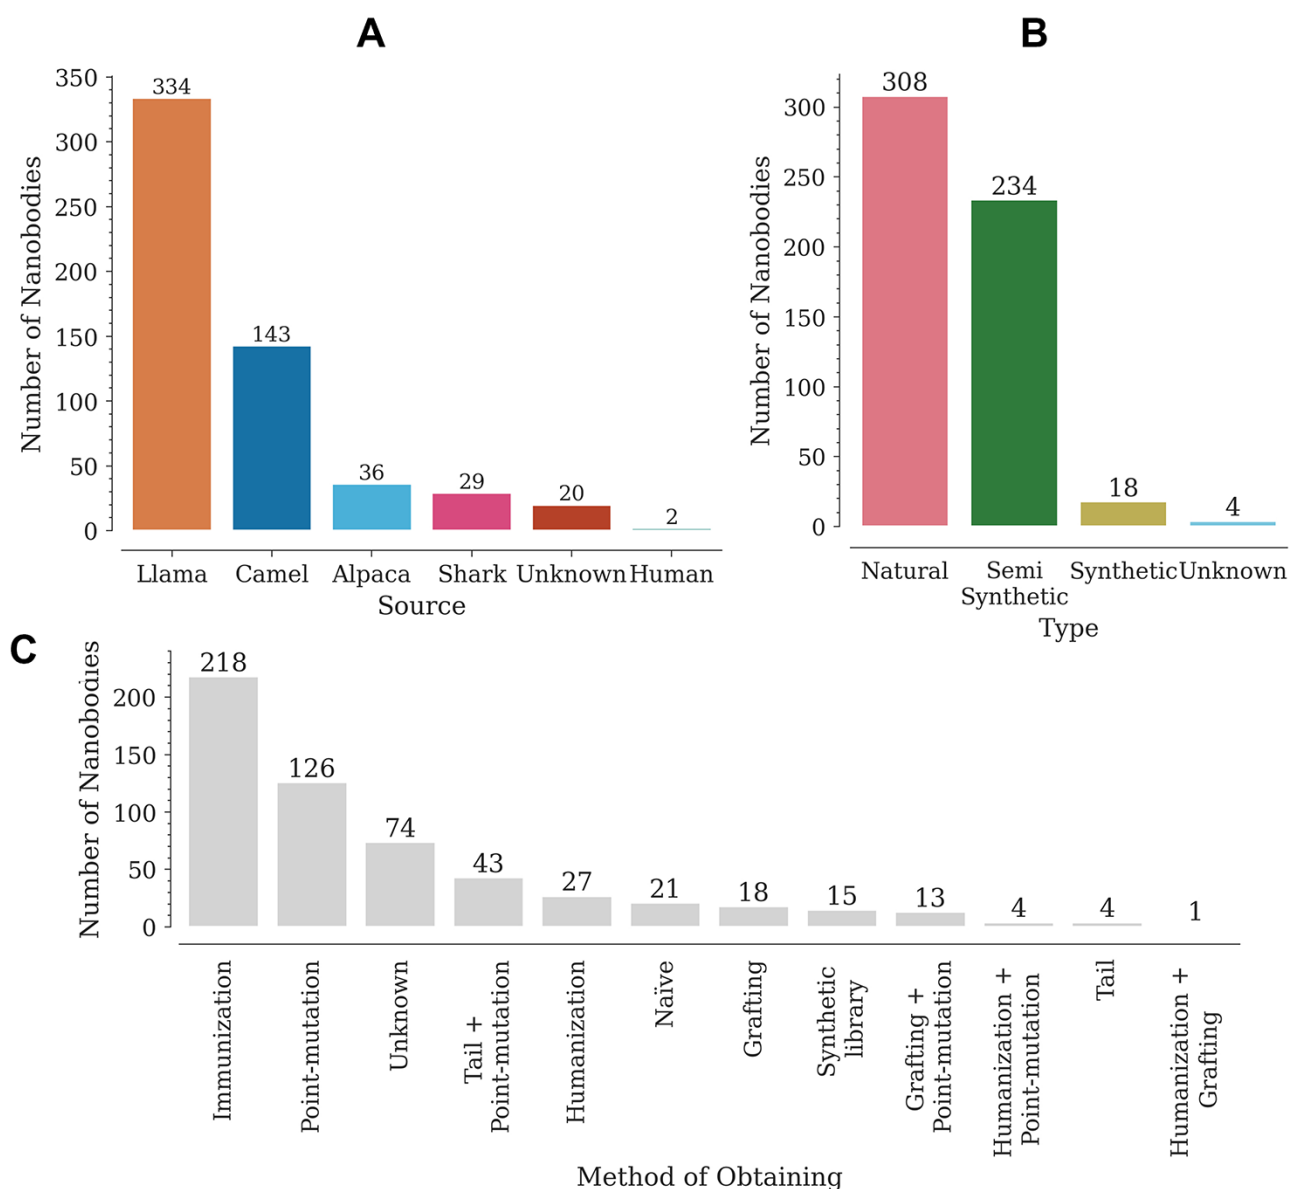 A
350
300
250
200
150
100
50
0
Number of Nanobodies
334
143
36
29
20
2
Llama Camel Alpaca Shark Unknown Human
Source
B
300
250
200
150
100
50
0
Number of Nanobodies
308
234
18
4
Natural Semi Synthetic Unknown
Synthetic
Type
C
200
150
100
50
0
Number of Nanobodies
218
126
74
43
27
21
18
15
13
4
4
1
Immunization
Point-mutation
Unknown
Tail +
Point-mutation
Humanization
Naïve
Grafting
Synthetic
library
Grafting +
Point-mutation
Humanization +
Point-mutation
Tail
Humanization +
Grafting
Method of Obtaining